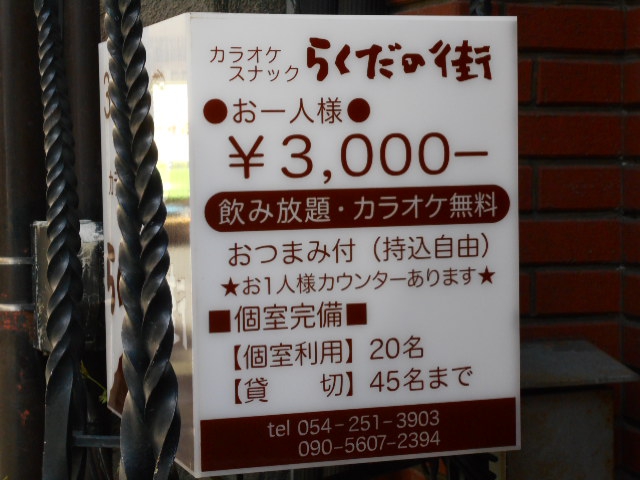 カラオケ
スナック らくだの街
●お一人様●
￥3,000−
飲み放題・カラオケ無料
おつまみ付（持込自由）
★お1人様カウンターあります★
■個室完備■
【個室利用】20名
【貸　　切】45名まで
tel 054−251−3903
090−5607−2394